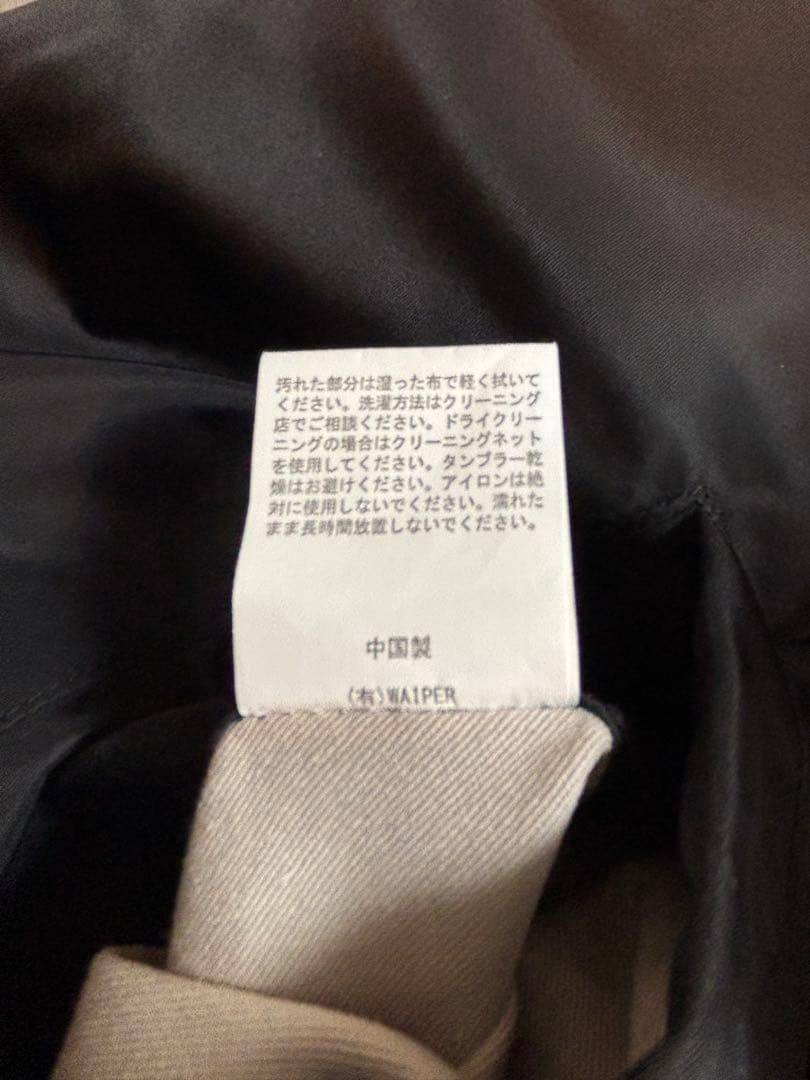 汚れた部分は湿った布で軽く拭いて
ください。洗濯方法はクリーニング
店でご相談ください。ドライクリー
ニングの場合はクリーニングネット
を使用してください。タンブラー乾
燥はお避けください。アイロンは絶
対に使用しないでください。濡れた
まま長時間放置しないでください。
中国製
(有)WAIPER